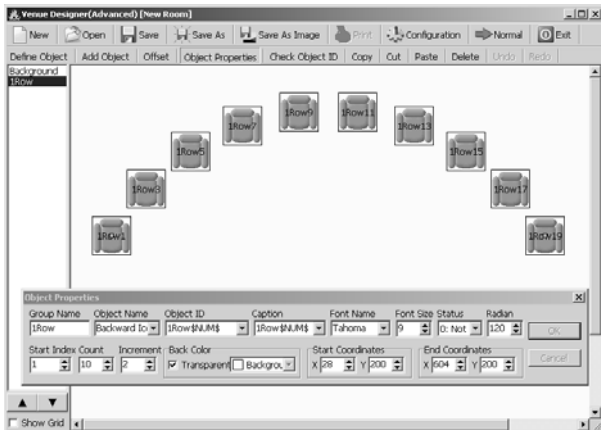 Venue Designer(Advanced) [New Room]
New Open Save Save As Save As Image Print Configuration Normal Exit
Define Object Add Object Offset Object Properties Check Object ID Copy Cut Paste Delete Undo Redo
Background
1Row
1Row9 1Row11
1Row7 1Row13
1Row5 1Row15
1Row3 1Row17
1Row1 1Row19
Object Properties
Group Name Object Name Object ID Caption Font Name Font Size Status Radian
1Row Backward Ico 1Row$NUM$ 1Row$NUM$ Tahoma 9 0: Not 120 OK
Start Index Count Increment Back Color Start Coordinates End Coordinates
1 10 2 Transparent Backgrou X 28 Y 200 X 604 Y 200 Cancel
Show Grid